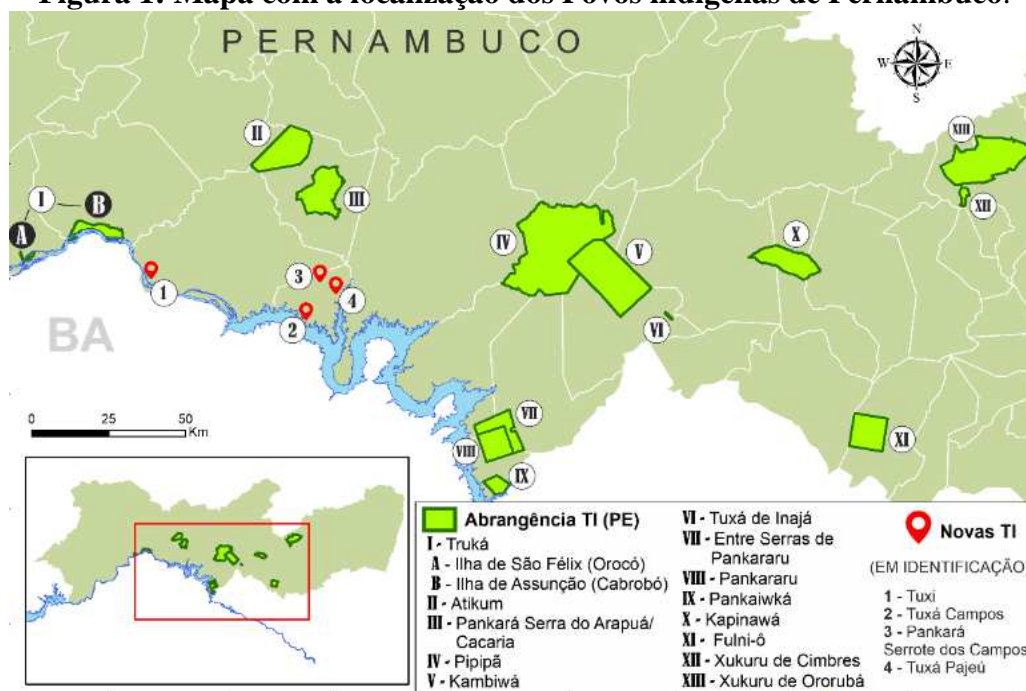 Figura 1: Mapa com a localização dos Povos indígenas de Pernambuco.
PERNAMBUCO
N
W E
S
II
XIII
I
B
A
III
XII
IV
V
X
3
1
4
2
VI
BA
0 25 50
Km
VII
VIII
XI
IX
Abrangência TI (PE)
I - Truká
A - Ilha de São Félix (Orocó)
B - Ilha de Assunção (Cabrobó)
II - Atikum
III - Pankará Serra do Arapuá/
Cacaria
IV - Pipipã
V - Kambiwá
VI - Tuxá de Inajá
VII - Entre Serras de
Pankararu
VIII - Pankararu
IX - Pankaiwká
X - Kapinawá
XI - Fulni-ô
XII - Xukuru de Cimbres
XIII - Xukuru de Ororubá
Novas TI
(EM IDENTIFICAÇÃO)
1 - Tuxi
2 - Tuxá Campos
3 - Pankará
Serrote dos Campos
4 - Tuxá Pajeú